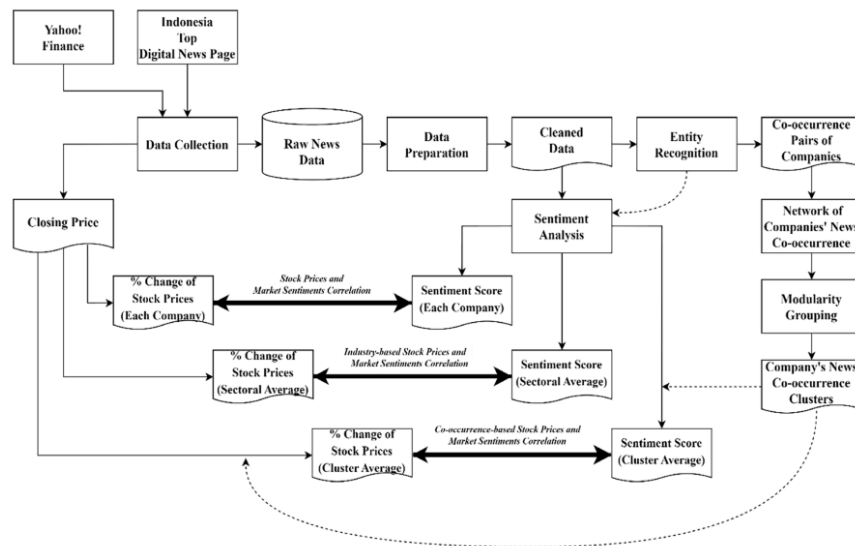 Yahoo!
Finance
Indonesia
Top
Digital News Page
Data Collection
Raw News
Data
Data
Preparation
Cleaned
Data
Entity
Recognition
Co-occurrence
Pairs of
Companies
Closing Price
Sentiment
Analysis
Network of
Companies' News
Co-occurrence
% Change of
Stock Prices
(Each Company)
Stock Prices and
Market Sentiments Correlation
Sentiment Score
(Each Company)
Modularity
Grouping
% Change of
Stock Prices
(Sectoral Average)
Industry-based Stock Prices and
Market Sentiments Correlation
Sentiment Score
(Sectoral Average)
Company's News
Co-occurrence
Clusters
% Change of
Stock Prices
(Cluster Average)
Co-occurrence-based Stock Prices and
Market Sentiments Correlation
Sentiment Score
(Cluster Average)